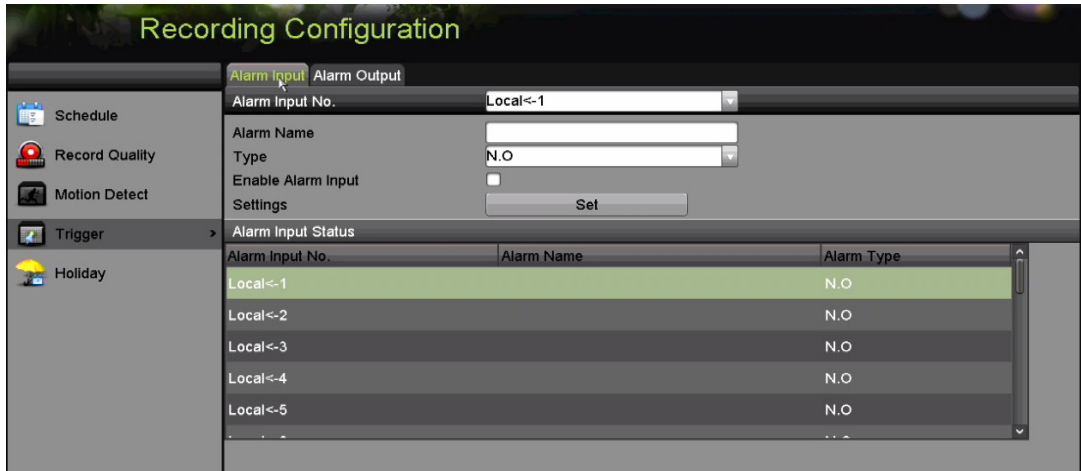 Recording Configuration
Alarm Input Alarm Output
Alarm Input No. Local<-1
Schedule
Record Quality
Motion Detect
Trigger >
Holiday
Alarm Name
Type N.O
Enable Alarm Input
Settings Set
Alarm Input Status
Alarm Input No. Alarm Name Alarm Type
Local<-1 N.O
Local<-2 N.O
Local<-3 N.O
Local<-4 N.O
Local<-5 N.O